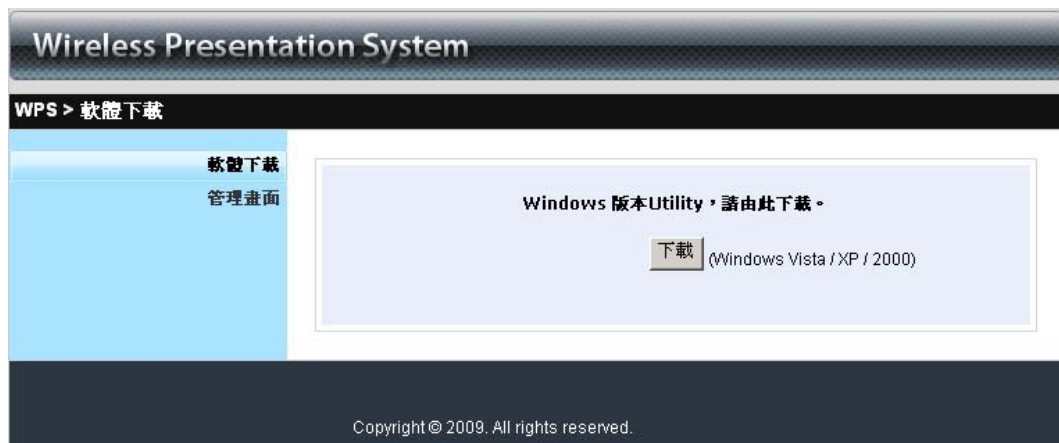 Wireless Presentation System
WPS > 軟體下載
軟體下載
管理畫面
Windows 版本Utility，請由此下載。
下載 (Windows Vista / XP / 2000)
Copyright © 2009. All rights reserved.